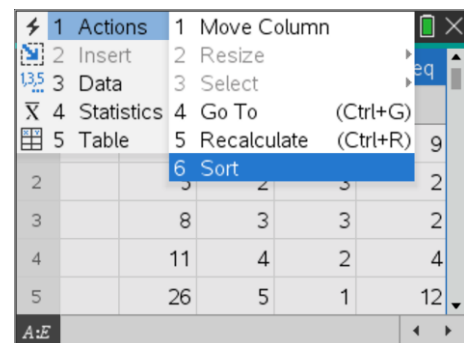 1 Actions 1 Move Column
2 Insert 2 Resize eq
1,3,5 3 Data 3 Select
x̅ 4 Statistics 4 Go To (Ctrl+G)
5 Table 5 Recalculate (Ctrl+R) 9
6 Sort
2 2 2
3 8 3 3 2
4 11 4 2 4
5 26 5 1 12
A:E